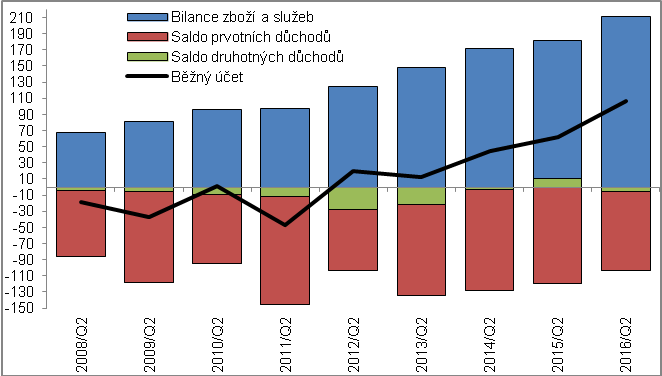 210
190
170
150
130
110
90
70
50
30
10
-10
-30
-50
-70
-90
-110
-130
-150
Bilance zboží a služeb
Saldo prvotních důchodů
Saldo druhotných důchodů
Běžný účet
2008/Q2
2009/Q2
2010/Q2
2011/Q2
2012/Q2
2013/Q2
2014/Q2
2015/Q2
2016/Q2